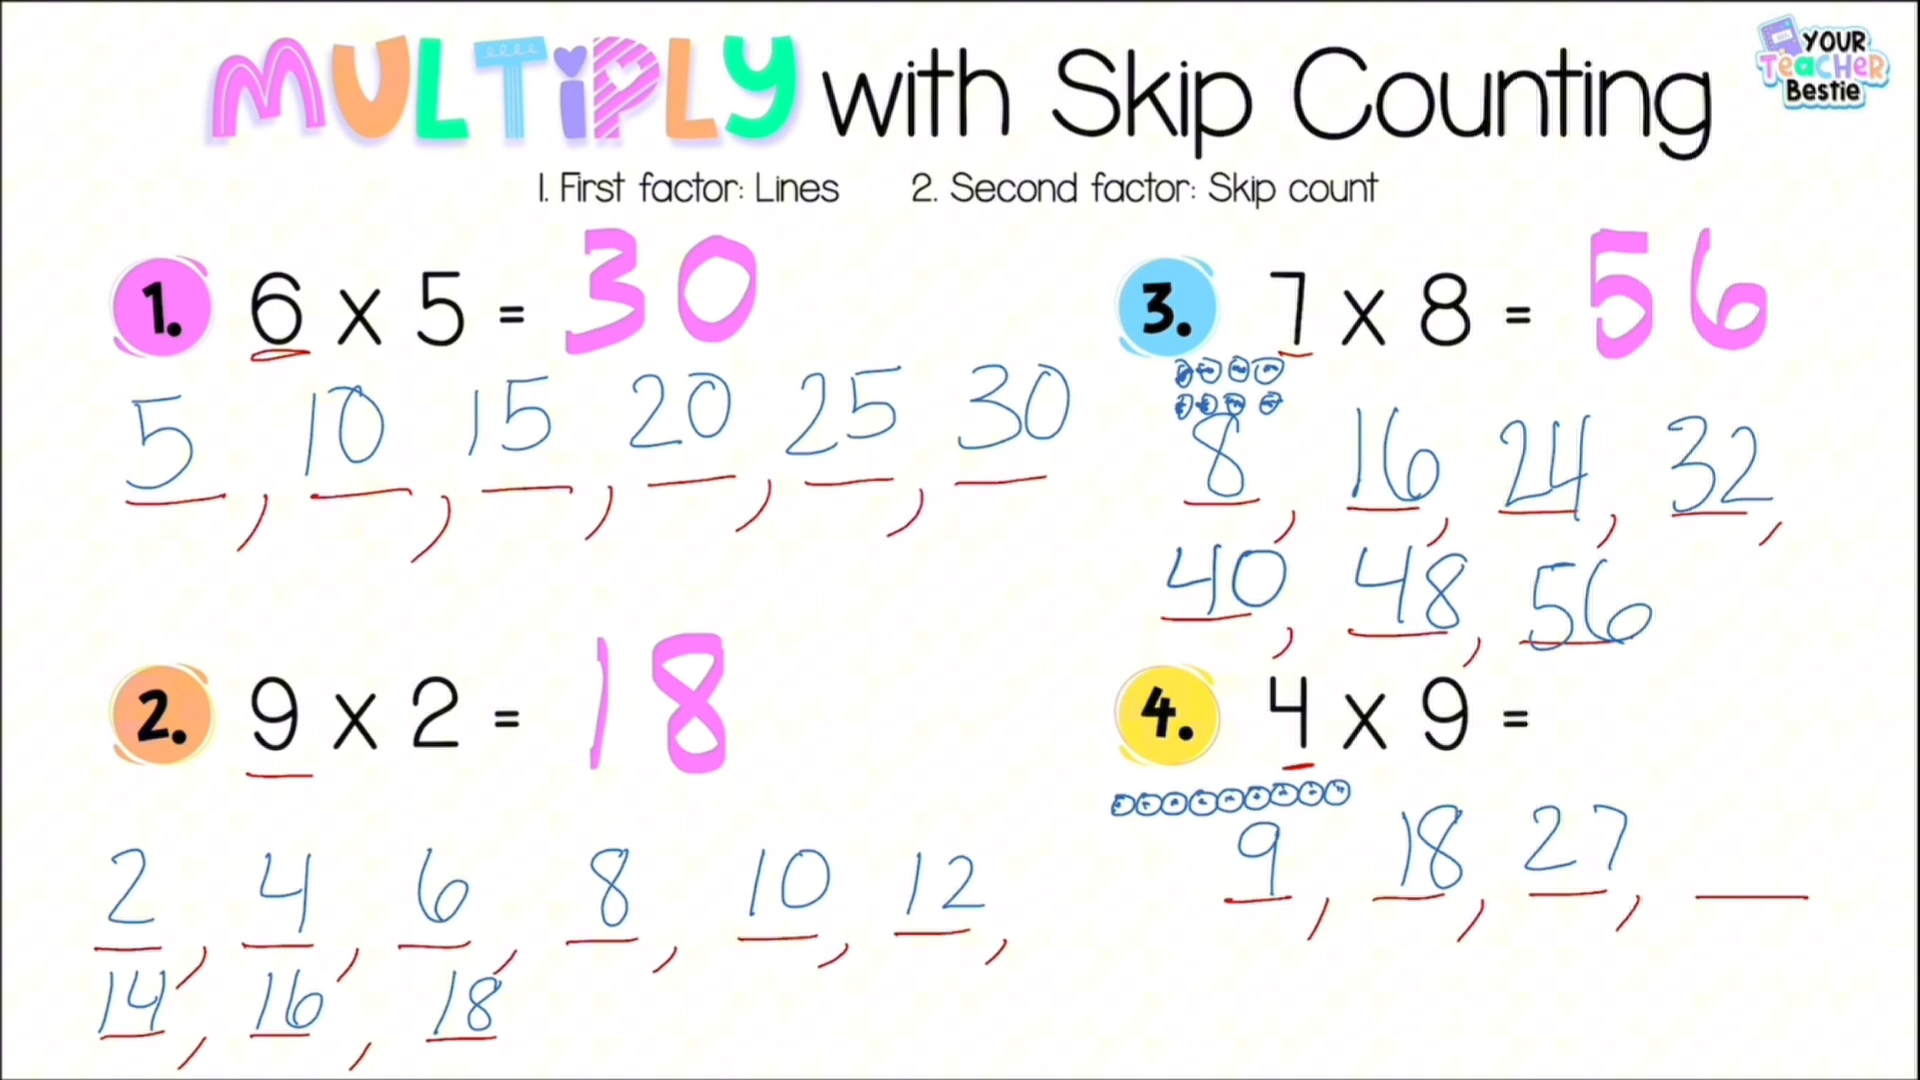 MULTIPLY with Skip Counting
YOUR
TEACHER
Bestie
1. First factor: Lines 2. Second factor: Skip count
1. 6 x 5 = 30
5, 10, 15, 20, 25, 30
2. 9 x 2 = 18
2, 4, 6, 8, 10, 12,
14, 16, 18
3. 7 x 8 = 56
8, 16, 24, 32,
40, 48, 56
4. 4 x 9 =
9, 18, 27,